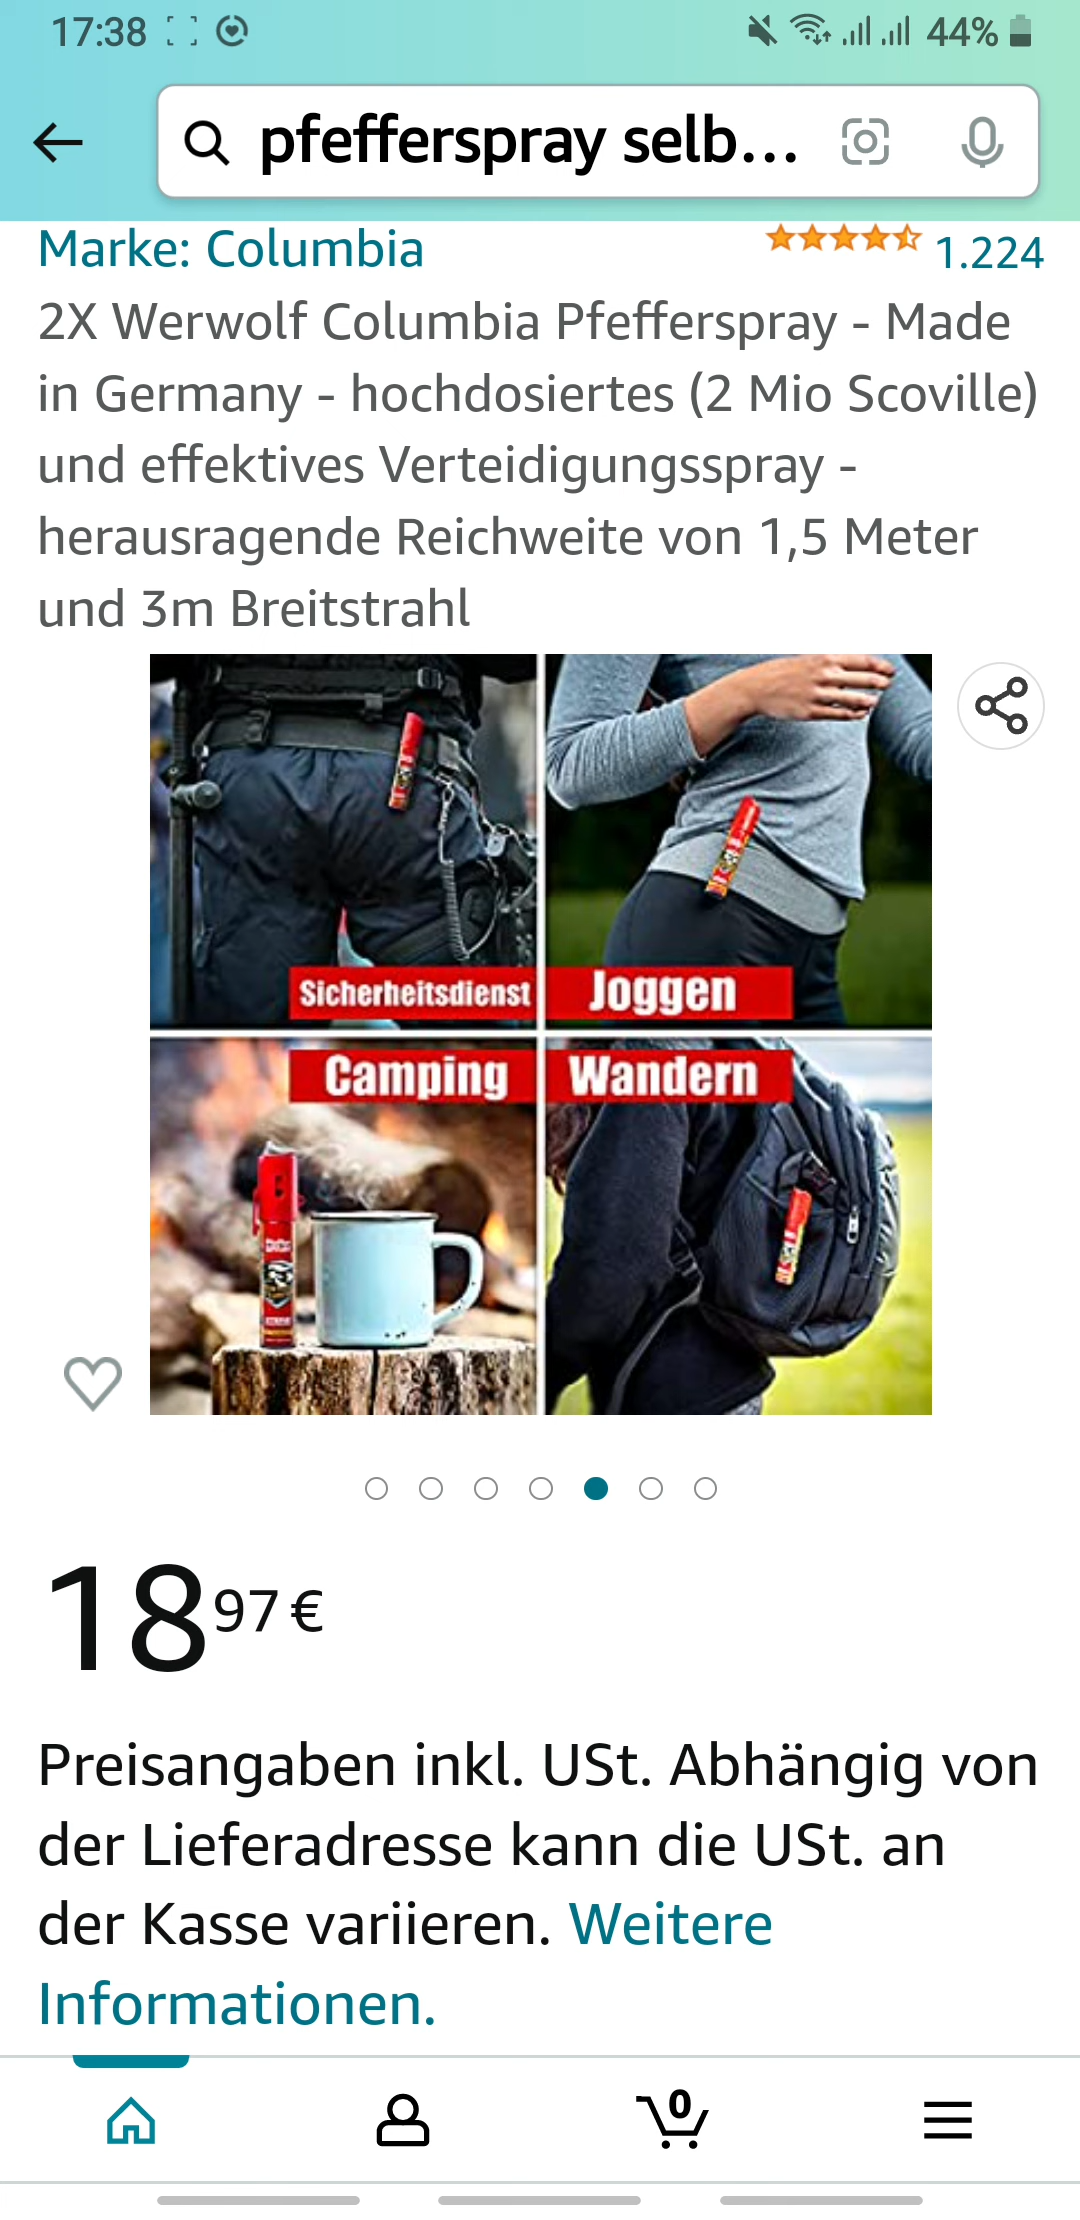 17:38 44%
pfefferspray selb...
Marke: Columbia 1.224
2X Werwolf Columbia Pfefferspray - Made
in Germany - hochdosiertes (2 Mio Scoville)
und effektives Verteidigungsspray -
herausragende Reichweite von 1,5 Meter
und 3m Breitstrahl
Sicherheitsdienst
Joggen
Camping
Wandern
18 97 €
Preisangaben inkl. USt. Abhängig von
der Lieferadresse kann die USt. an
der Kasse variieren. Weitere
Informationen.
0